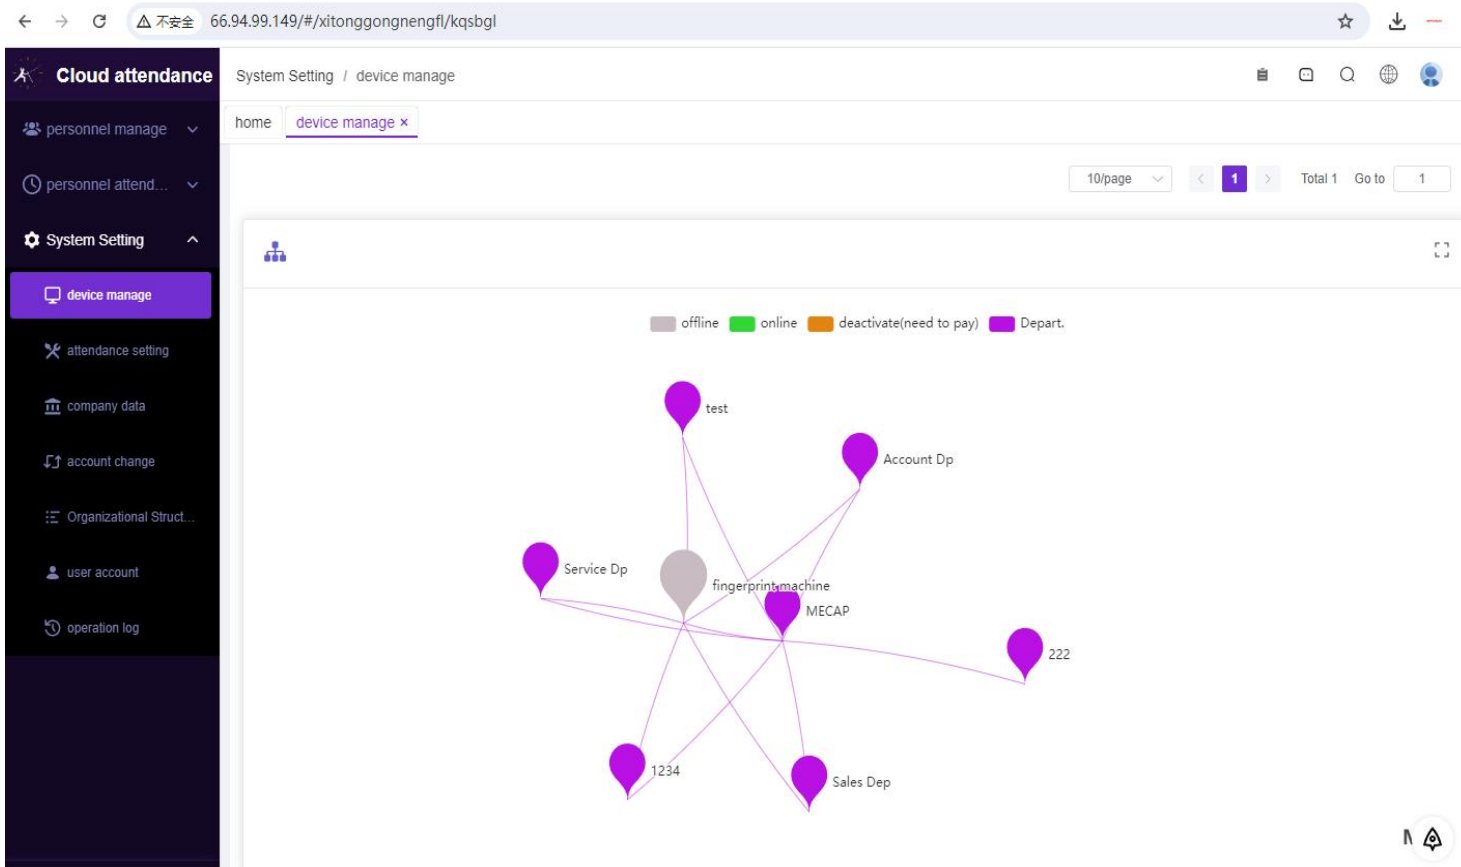 不安全 66.94.99.149/#/xitonggongnengfl/kqsbgl
Cloud attendance
System Setting / device manage
personnel manage
home device manage ×
personnel attend...
10/page < 1 > Total 1 Go to 1
System Setting
device manage
offline online deactivate(need to pay) Depart.
attendance setting
test
company data
Account Dp
account change
Organizational Struct...
Service Dp
user account
fingerprint machine
MECAP
operation log
222
1234
Sales Dep